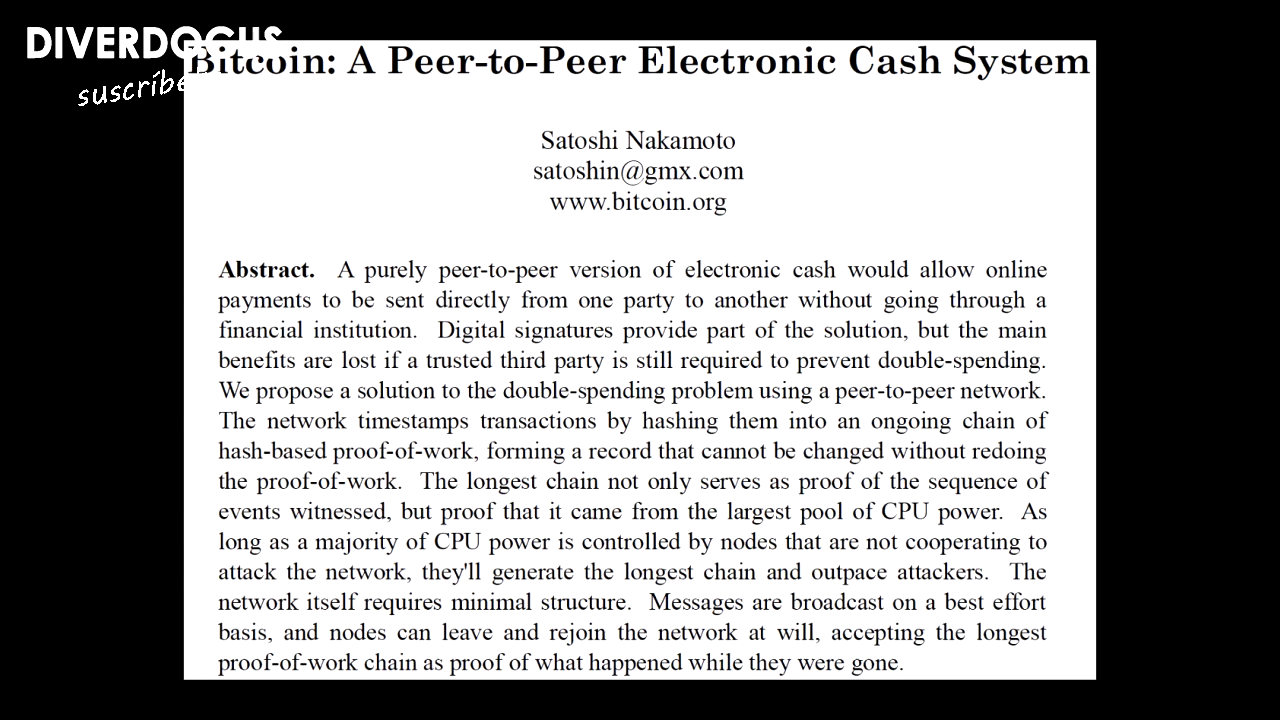 DIVERDOGUS
suscríbe
Bitcoin: A Peer-to-Peer Electronic Cash System
Satoshi Nakamoto
satoshin@gmx.com
www.bitcoin.org
Abstract. A purely peer-to-peer version of electronic cash would allow online
payments to be sent directly from one party to another without going through a
financial institution. Digital signatures provide part of the solution, but the main
benefits are lost if a trusted third party is still required to prevent double-spending.
We propose a solution to the double-spending problem using a peer-to-peer network.
The network timestamps transactions by hashing them into an ongoing chain of
hash-based proof-of-work, forming a record that cannot be changed without redoing
the proof-of-work. The longest chain not only serves as proof of the sequence of
events witnessed, but proof that it came from the largest pool of CPU power. As
long as a majority of CPU power is controlled by nodes that are not cooperating to
attack the network, they'll generate the longest chain and outpace attackers. The
network itself requires minimal structure. Messages are broadcast on a best effort
basis, and nodes can leave and rejoin the network at will, accepting the longest
proof-of-work chain as proof of what happened while they were gone.